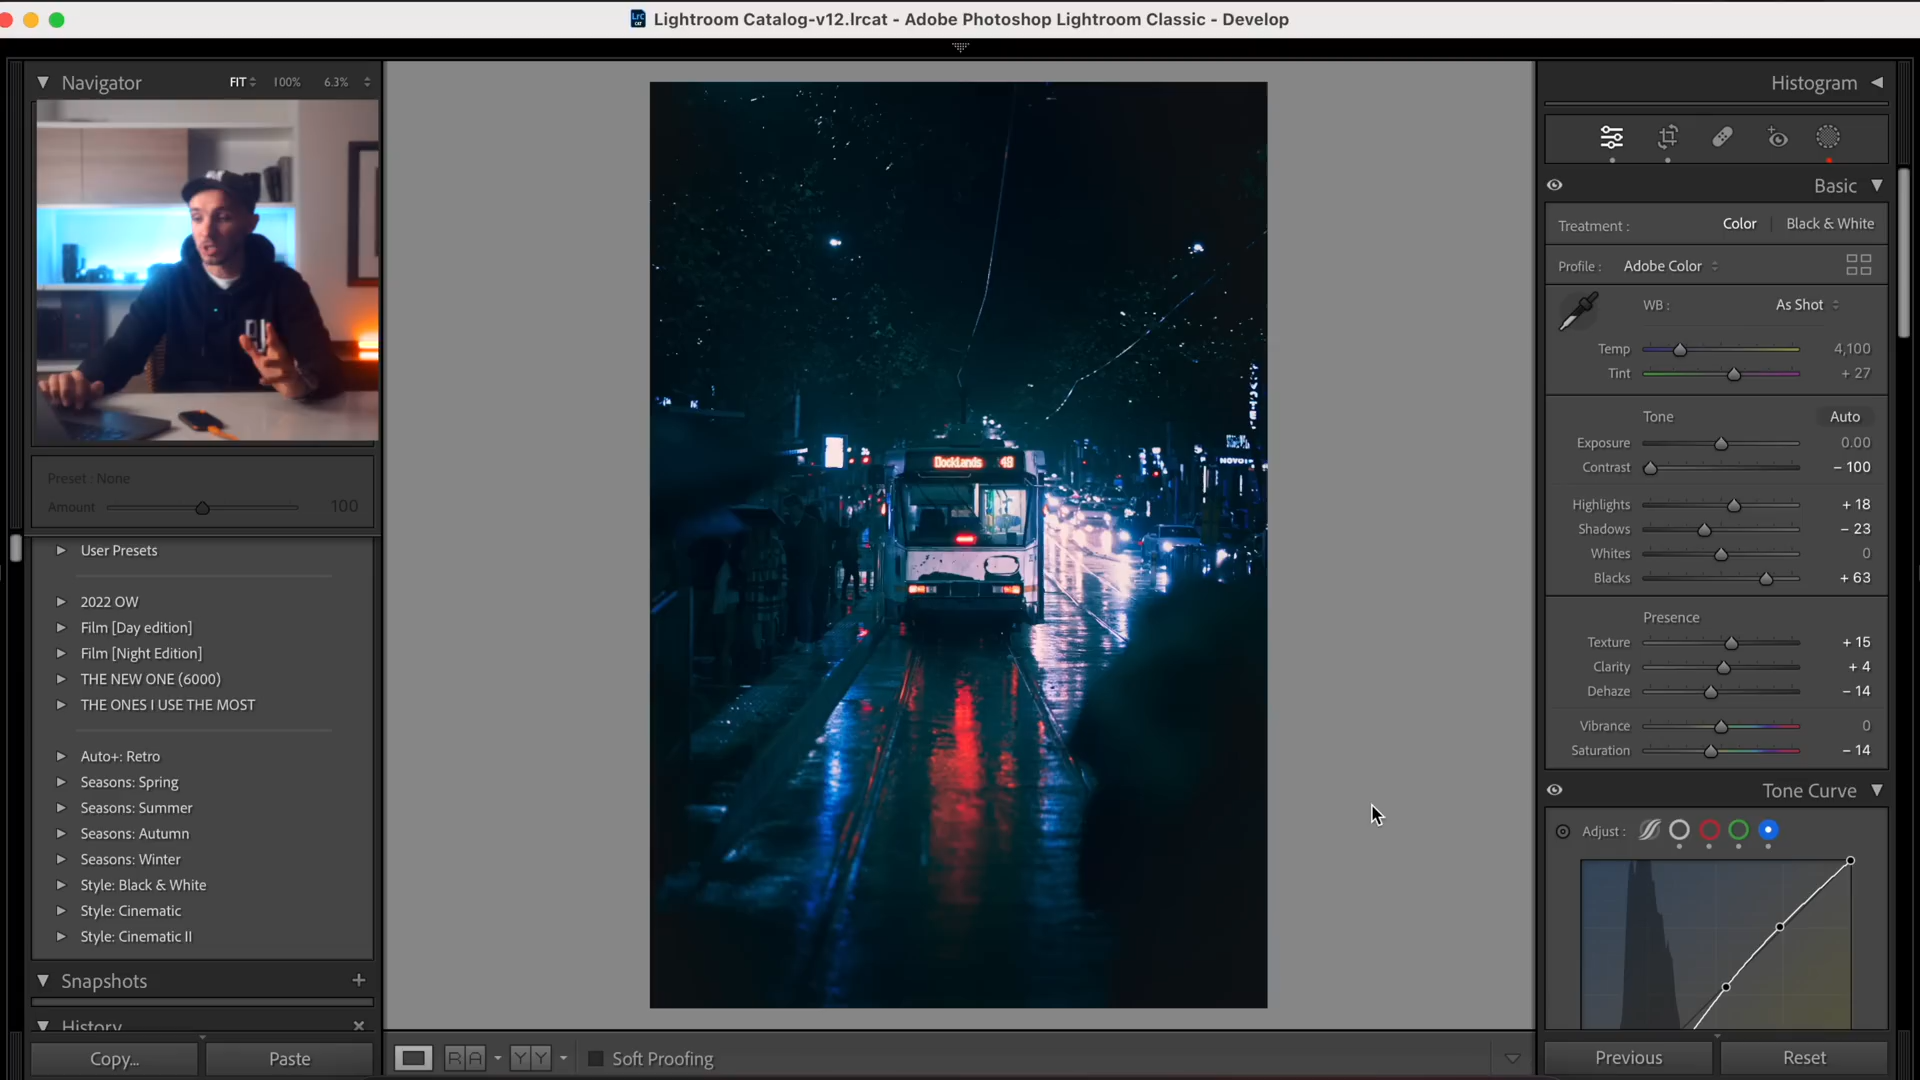 Lightroom Catalog-v12.lrcat - Adobe Photoshop Lightroom Classic - Develop
Navigator FIT 100% 6.3%
Preset : None
Amount 100
User Presets
2022 OW
Film [Day edition]
Film [Night Edition]
THE NEW ONE (6000)
THE ONES I USE THE MOST
Auto+: Retro
Seasons: Spring
Seasons: Summer
Seasons: Autumn
Seasons: Winter
Style: Black & White
Style: Cinematic
Style: Cinematic II
Snapshots +
History ×
Copy... Paste
DockLands 48
NOVO
R A Y Y Soft Proofing
Histogram
Basic
Treatment : Color Black & White
Profile : Adobe Color
WB : As Shot
Temp 4,100
Tint + 27
Tone Auto
Exposure 0.00
Contrast – 100
Highlights + 18
Shadows – 23
Whites 0
Blacks + 63
Presence
Texture + 15
Clarity + 4
Dehaze – 14
Vibrance 0
Saturation – 14
Tone Curve
Adjust :
Previous Reset